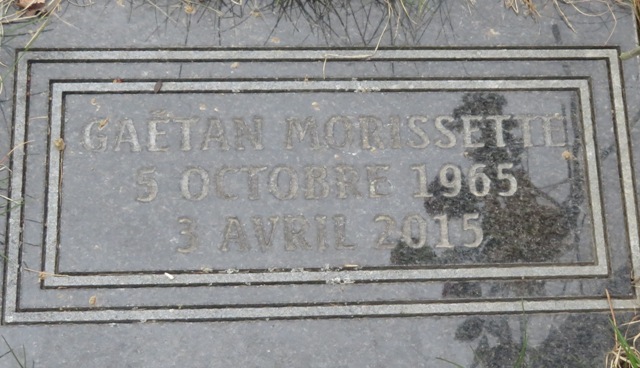 GAËTAN MORISSETTE
5 OCTOBRE 1965
3 AVRIL 2015